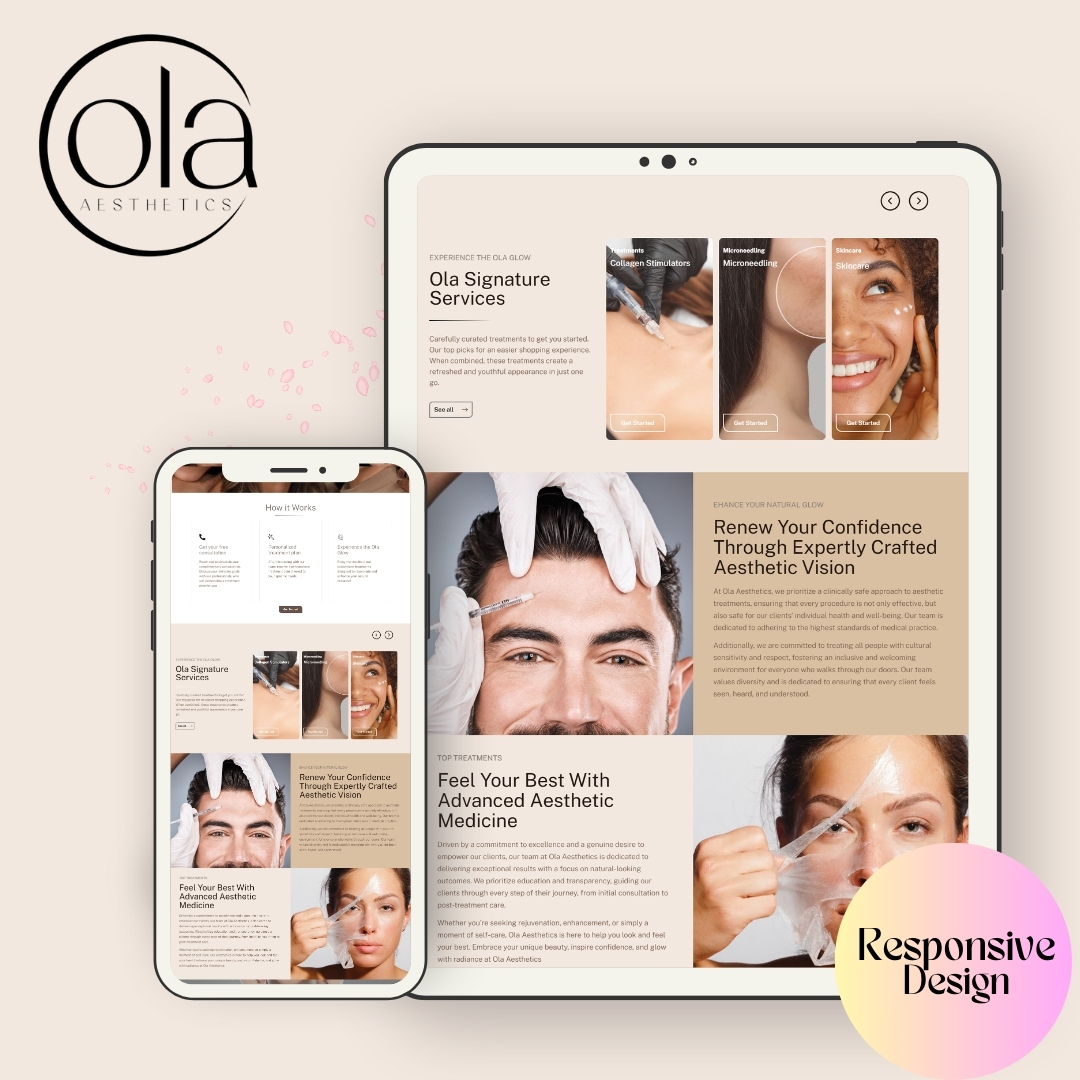 ola
AESTHETICS
EXPERIENCE THE OLA GLOW
Ola Signature
Services
Carefully curated treatments to get you started.
Our top picks for an easier shopping experience.
When combined, these treatments create a
refreshed and youthful appearance in just one
go.
See all
Treatments
Collagen Stimulators
Get Started
Microneedling
Microneedling
Get Started
Skincare
Skincare
Get Started
EHANCE YOUR NATURAL GLOW
Renew Your Confidence
Through Expertly Crafted
Aesthetic Vision
At Ola Aesthetics, we prioritize a clinically safe approach to aesthetic
treatments, ensuring that every procedure is not only effective, but
also safe for our clients' individual health and well-being. Our team is
dedicated to adhering to the highest standards of medical practice.
Additionally, we are committed to treating all people with cultural
sensitivity and respect, fostering an inclusive and welcoming
environment for everyone who walks through our doors. Our team
values diversity and is dedicated to ensuring that every client feels
seen, heard, and understood.
TOP TREATMENTS
Feel Your Best With
Advanced Aesthetic
Medicine
Driven by a commitment to excellence and a genuine desire to
empower our clients, our team at Ola Aesthetics is dedicated to
delivering exceptional results with a focus on natural-looking
outcomes. We prioritize education and transparency, guiding our
clients through every step of their journey, from initial consultation to
post-treatment care.
Whether you're seeking rejuvenation, enhancement, or simply a
moment of self-care, Ola Aesthetics is here to help you look and feel
your best. Embrace your unique beauty, inspire confidence, and glow
with radiance at Ola Aesthetics
How it Works
Get your free
consultation
Personalized
treatment plan
Experience the Ola
Glow
Ola Signature
Services
Collagen Stimulators
Microneedling
Skincare
Renew Your Confidence
Through Expertly Crafted
Aesthetic Vision
TOP TREATMENTS
Feel Your Best With
Advanced Aesthetic
Medicine
Responsive
Design